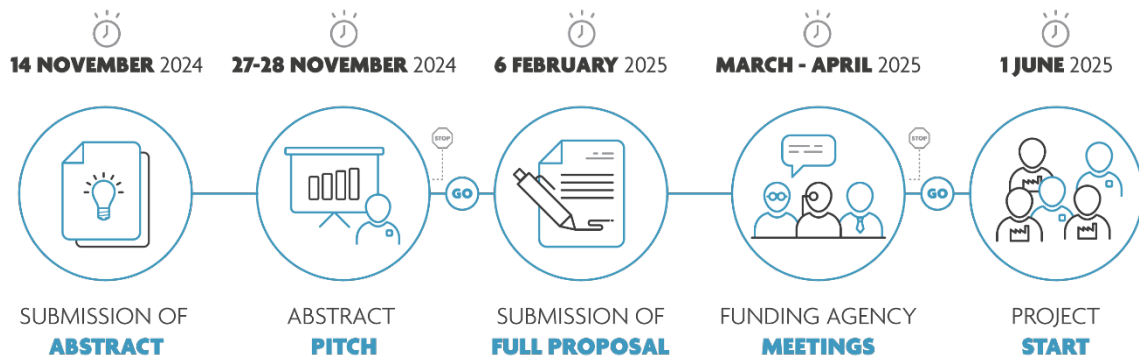 14 NOVEMBER 2024
27-28 NOVEMBER 2024
6 FEBRUARY 2025
MARCH - APRIL 2025
1 JUNE 2025
STOP
GO
STOP
GO
SUBMISSION OF
ABSTRACT
ABSTRACT
PITCH
SUBMISSION OF
FULL PROPOSAL
FUNDING AGENCY
MEETINGS
PROJECT
START